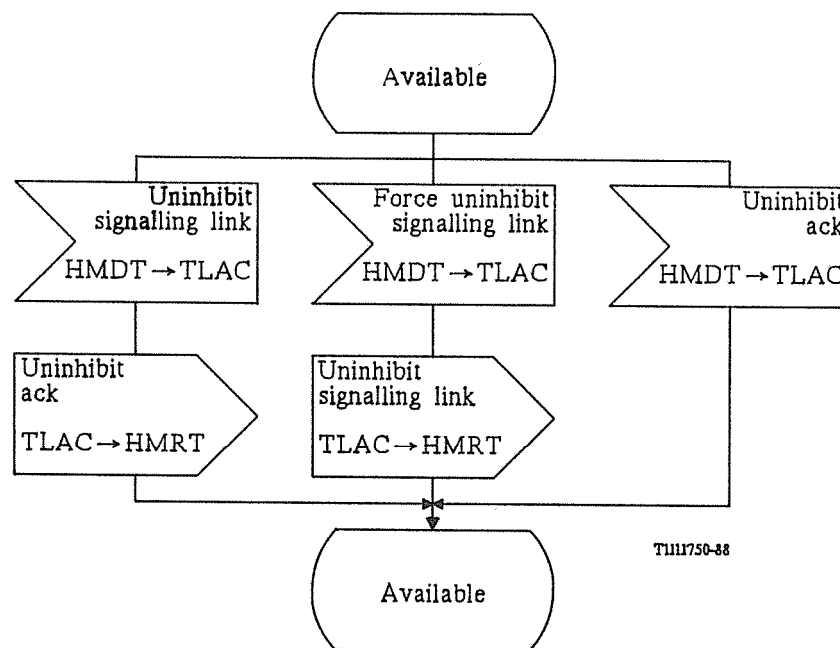 Available
Uninhibit
signalling link
HMDT→TLAC
Force uninhibit
signalling link
HMDT→TLAC
Uninhibit
ack
HMDT→TLAC
Uninhibit
ack
TLAC→HMRT
Uninhibit
signalling link
TLAC→HMRT
T1111750-88
Available